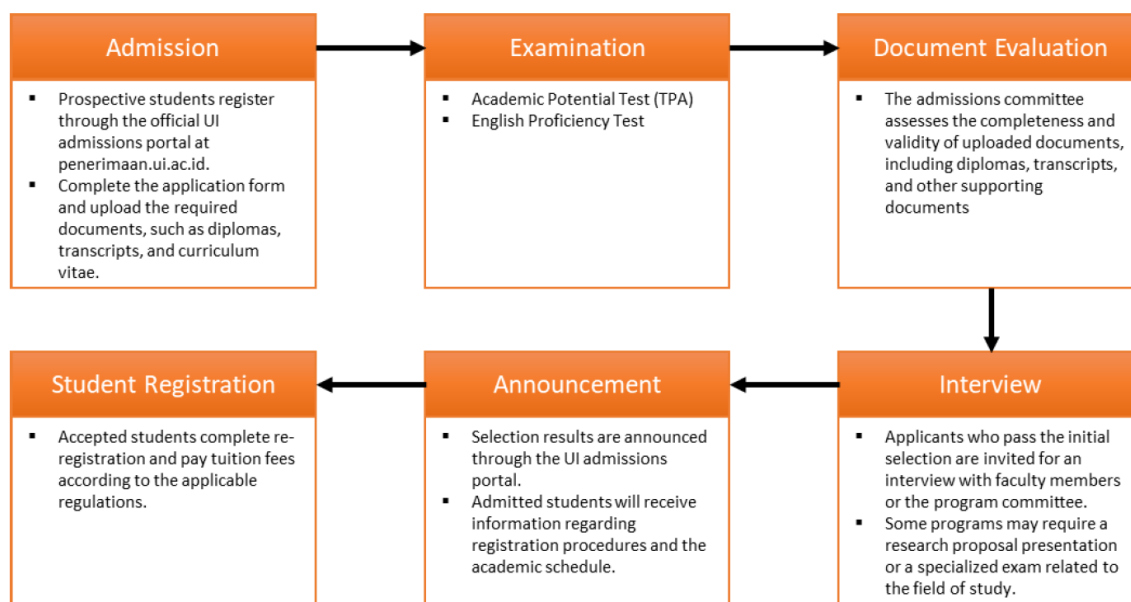 Admission
▪ Prospective students register
through the official UI
admissions portal at
penerimaan.ui.ac.id.
▪ Complete the application form
and upload the required
documents, such as diplomas,
transcripts, and curriculum
vitae.
Examination
▪ Academic Potential Test (TPA)
▪ English Proficiency Test
Document Evaluation
▪ The admissions committee
assesses the completeness and
validity of uploaded documents,
including diplomas, transcripts,
and other supporting
documents
Interview
▪ Applicants who pass the initial
selection are invited for an
interview with faculty members
or the program committee.
▪ Some programs may require a
research proposal presentation
or a specialized exam related to
the field of study.
Announcement
▪ Selection results are announced
through the UI admissions
portal.
▪ Admitted students will receive
information regarding
registration procedures and the
academic schedule.
Student Registration
▪ Accepted students complete re-
registration and pay tuition fees
according to the applicable
regulations.